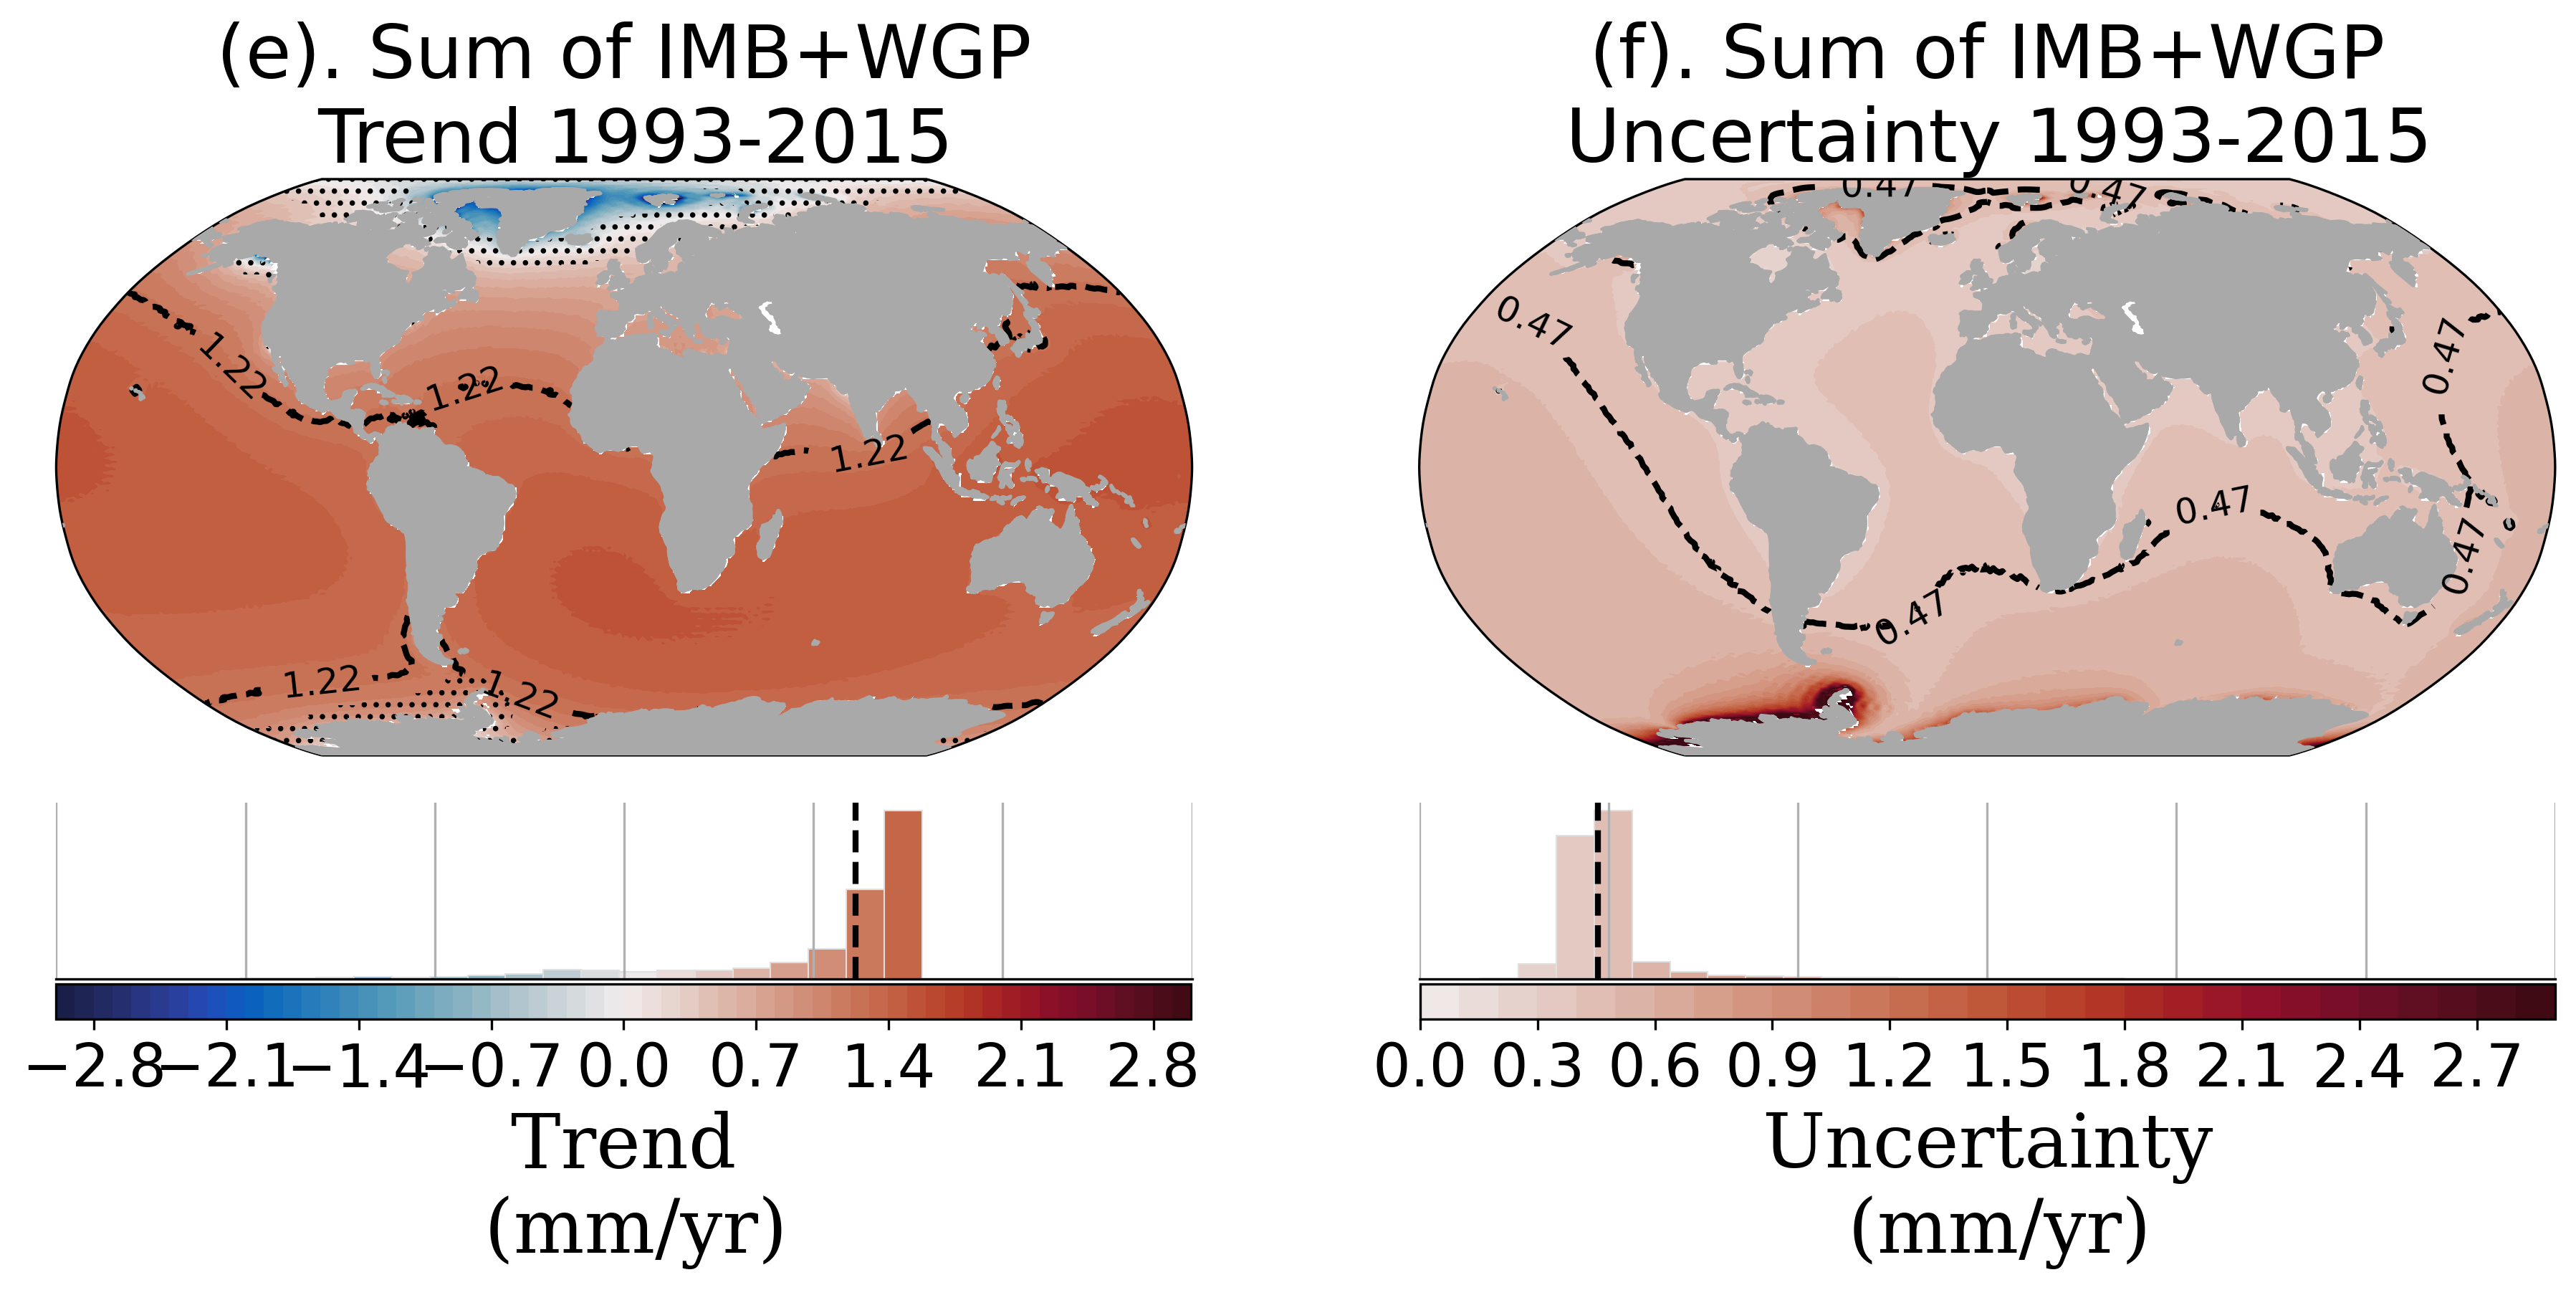 (e). Sum of IMB+WGP
Trend 1993-2015
(f). Sum of IMB+WGP
Uncertainty 1993-2015
1.22
1.22
1.22
1.22
1.22
0.47
0.47
0.47
0.47
0.47
0.47
0.47
−2.8 −2.1 −1.4 −0.7 0.0 0.7 1.4 2.1 2.8
Trend
(mm/yr)
0.0 0.3 0.6 0.9 1.2 1.5 1.8 2.1 2.4 2.7
Uncertainty
(mm/yr)